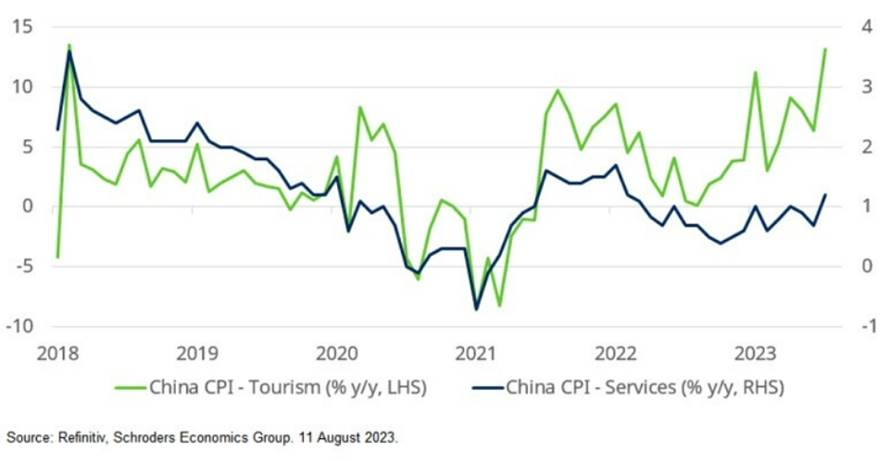 15 4
10 3
5 2
0 1
-5 0
-10 -1
2018 2019 2020 2021 2022 2023
China CPI - Tourism (% y/y, LHS) China CPI - Services (% y/y, RHS)
Source: Refinitiv, Schroders Economics Group. 11 August 2023.